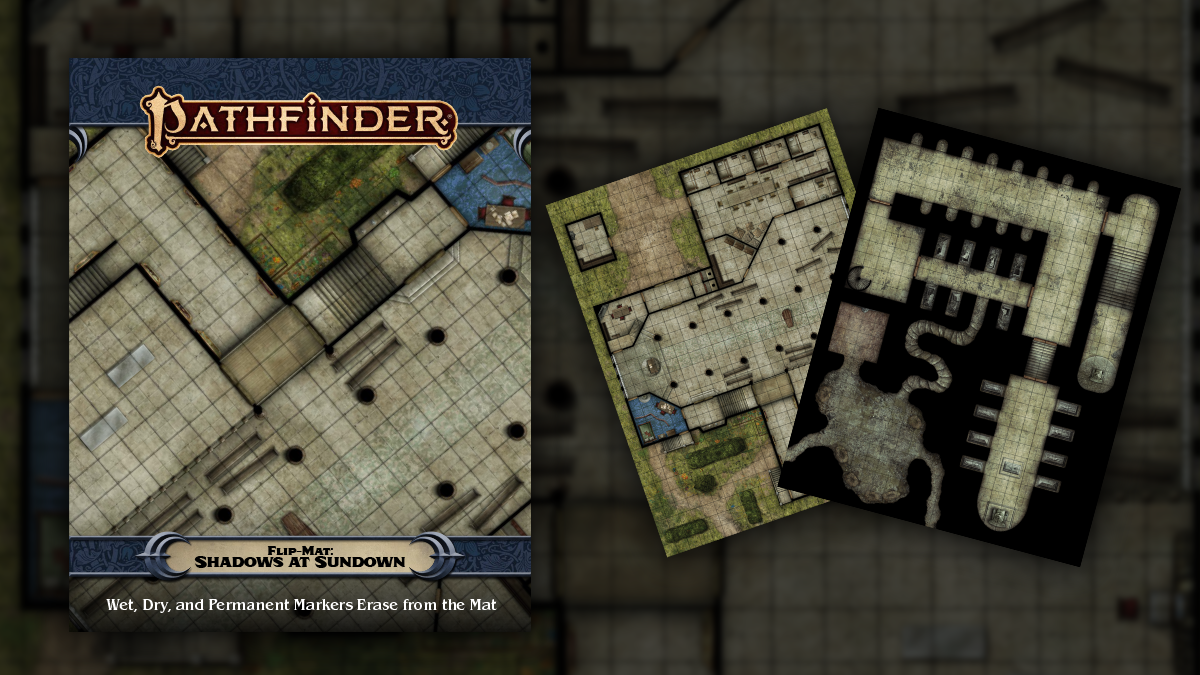 PATHFINDER
FLIP-MAT:
SHADOWS AT SUNDOWN
Wet, Dry, and Permanent Markers Erase from the Mat